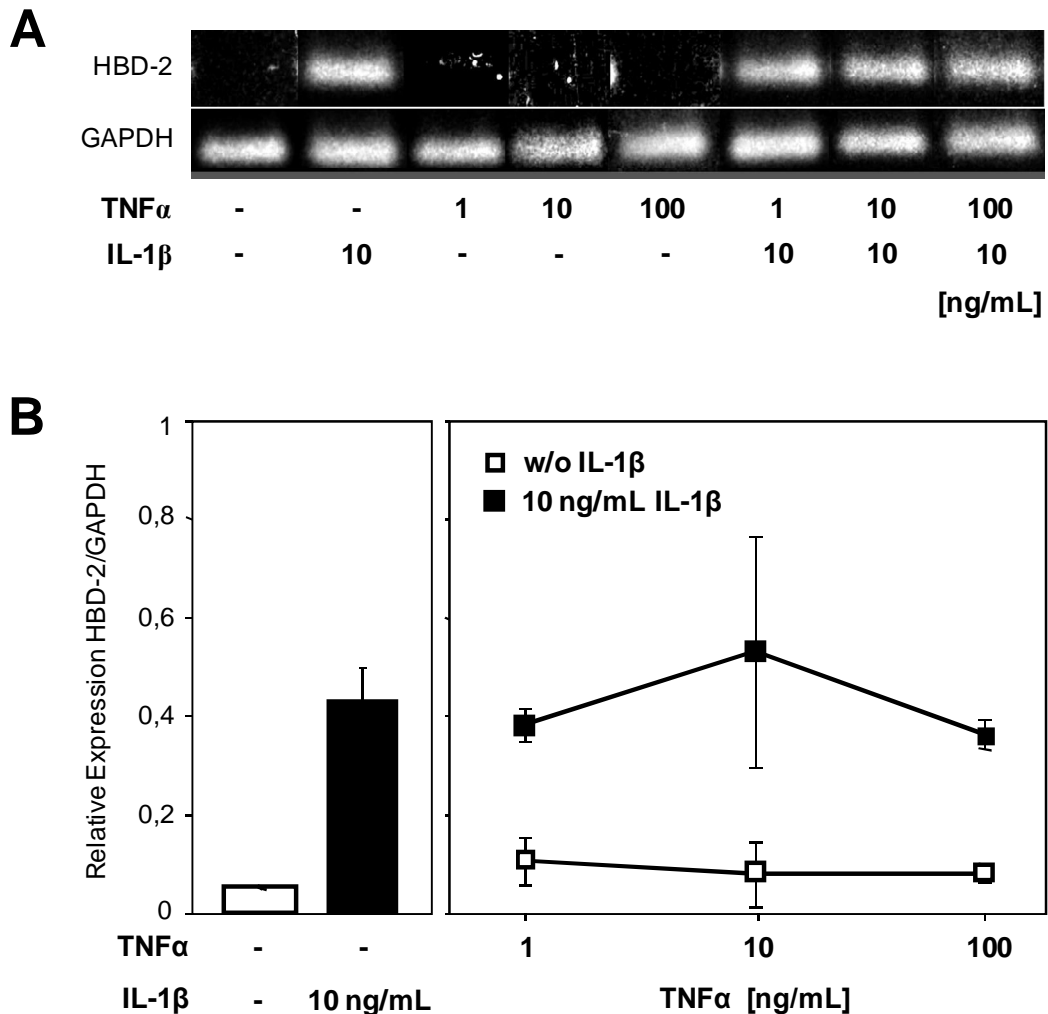 A
HBD-2
GAPDH
TNFα - - 1 10 100 1 10 100
IL-1β - 10 - - - 10 10 10
[ng/mL]
B
Relative Expression HBD-2/GAPDH
1
0,8
0,6
0,4
0,2
0
w/o IL-1β
10 ng/mL IL-1β
TNFα - - 1 10 100
IL-1β - 10 ng/mL TNFα [ng/mL]